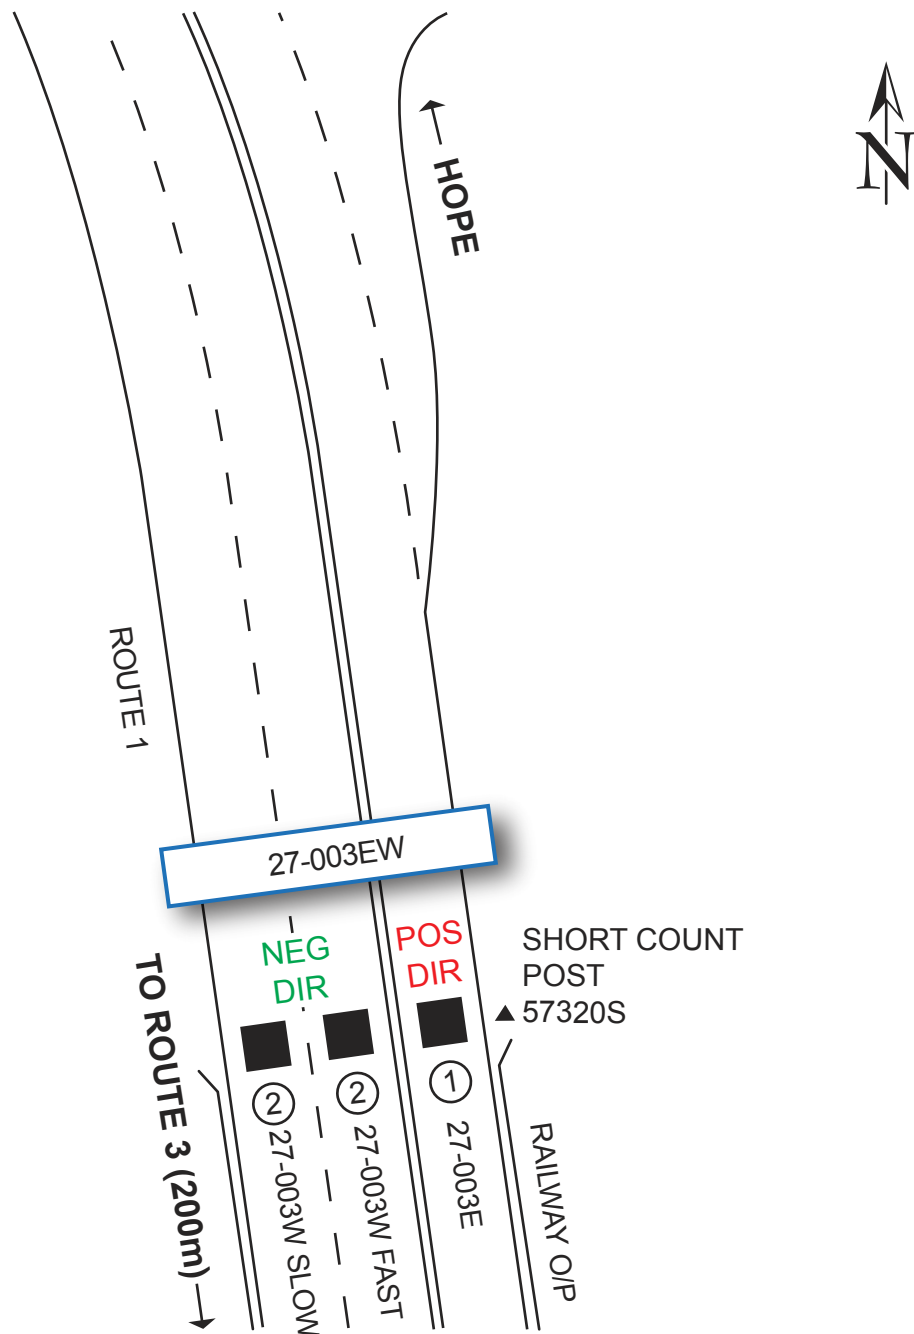 N
HOPE
ROUTE 1
27-003EW
NEG
DIR
POS
DIR
SHORT COUNT
POST
57320S
TO ROUTE 3 (200m)
2
2
1
27-003W SLOW
27-003W FAST
27-003E
RAILWAY O/P